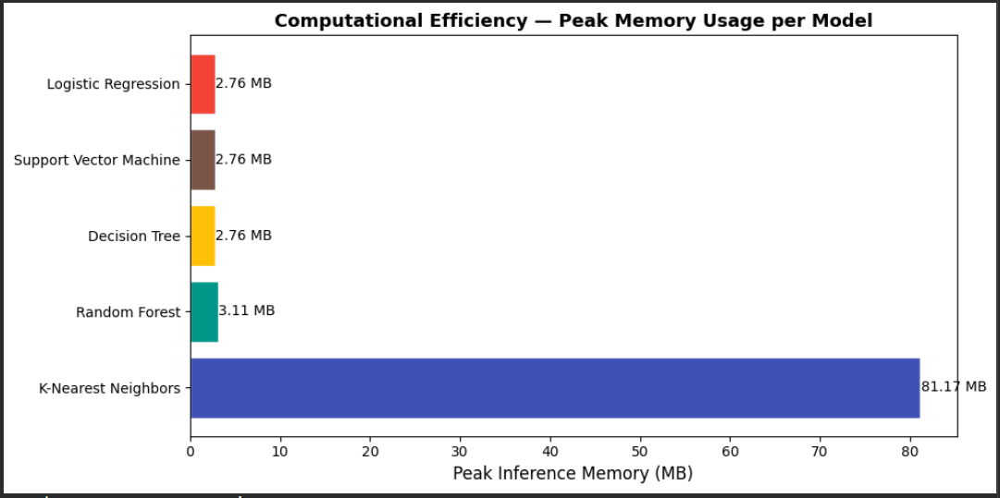 Computational Efficiency — Peak Memory Usage per Model
Logistic Regression 2.76 MB
Support Vector Machine 2.76 MB
Decision Tree 2.76 MB
Random Forest 3.11 MB
K-Nearest Neighbors 81.17 MB
0 10 20 30 40 50 60 70 80
Peak Inference Memory (MB)